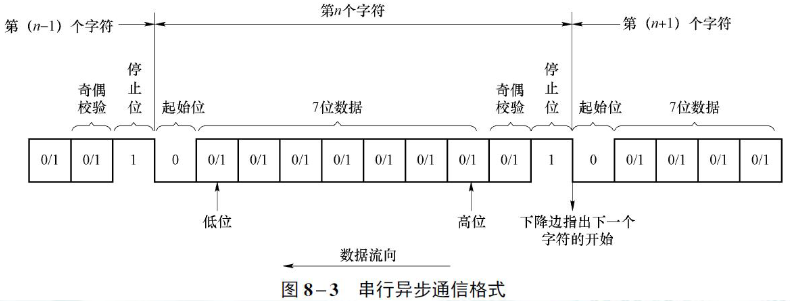 第n个字符
第（n−1）个字符
第（n+1）个字符
奇偶校验
停止位
起始位
7位数据
奇偶校验
停止位
起始位
7位数据
0/1 0/1 1 0 0/1 0/1 0/1 0/1 0/1 0/1 0/1 0/1 1 0 0/1 0/1 0/1 0/1
低位
高位
下降边指出下一个
字符的开始
数据流向
图 8−3 串行异步通信格式